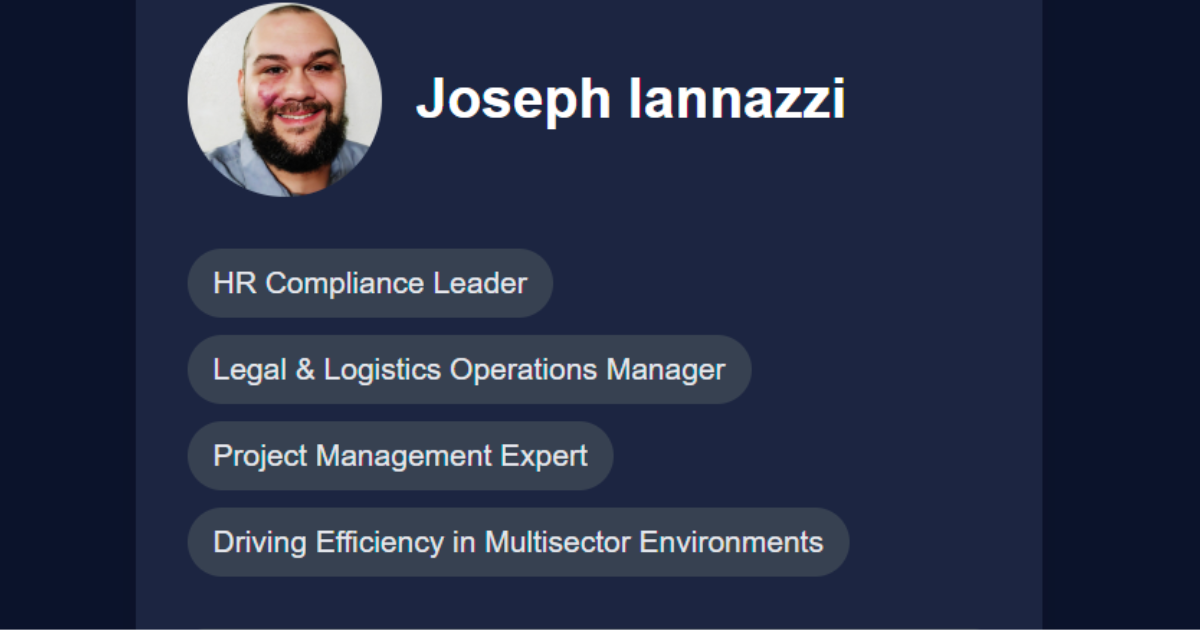 Joseph Iannazzi
HR Compliance Leader
Legal & Logistics Operations Manager
Project Management Expert
Driving Efficiency in Multisector Environments